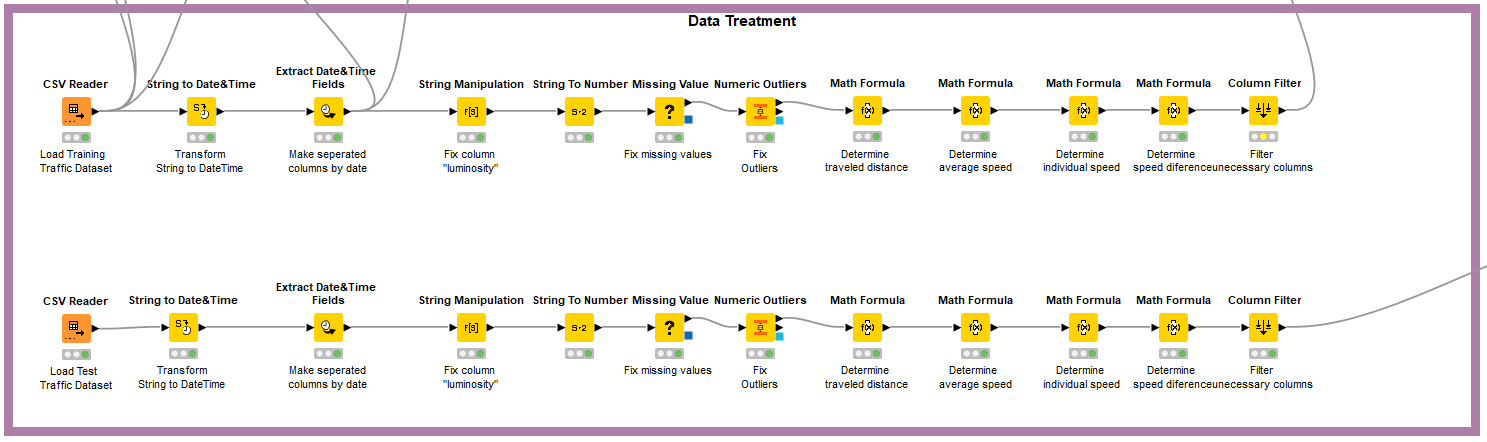 Data Treatment
CSV Reader
String to Date&Time
Extract Date&Time
Fields
String Manipulation
String To Number
Missing Value
Numeric Outliers
Math Formula
Math Formula
Math Formula
Math Formula
Column Filter
S
r[s]
S-2
?
f(x)
f(x)
f(x)
f(x)
Load Training
Traffic Dataset
Transform
String to DateTime
Make seperated
columns by date
Fix column
"luminosity"
Fix missing values
Fix
Outliers
Determine
traveled distance
Determine
average speed
Determine
individual speed
Determine
speed diference
Filter
unecessary columns
CSV Reader
String to Date&Time
Extract Date&Time
Fields
String Manipulation
String To Number
Missing Value
Numeric Outliers
Math Formula
Math Formula
Math Formula
Math Formula
Column Filter
S
r[s]
S-2
?
f(x)
f(x)
f(x)
f(x)
Load Test
Traffic Dataset
Transform
String to DateTime
Make seperated
columns by date
Fix column
"luminosity"
Fix missing values
Fix
Outliers
Determine
traveled distance
Determine
average speed
Determine
individual speed
Determine
speed diference
Filter
unecessary columns